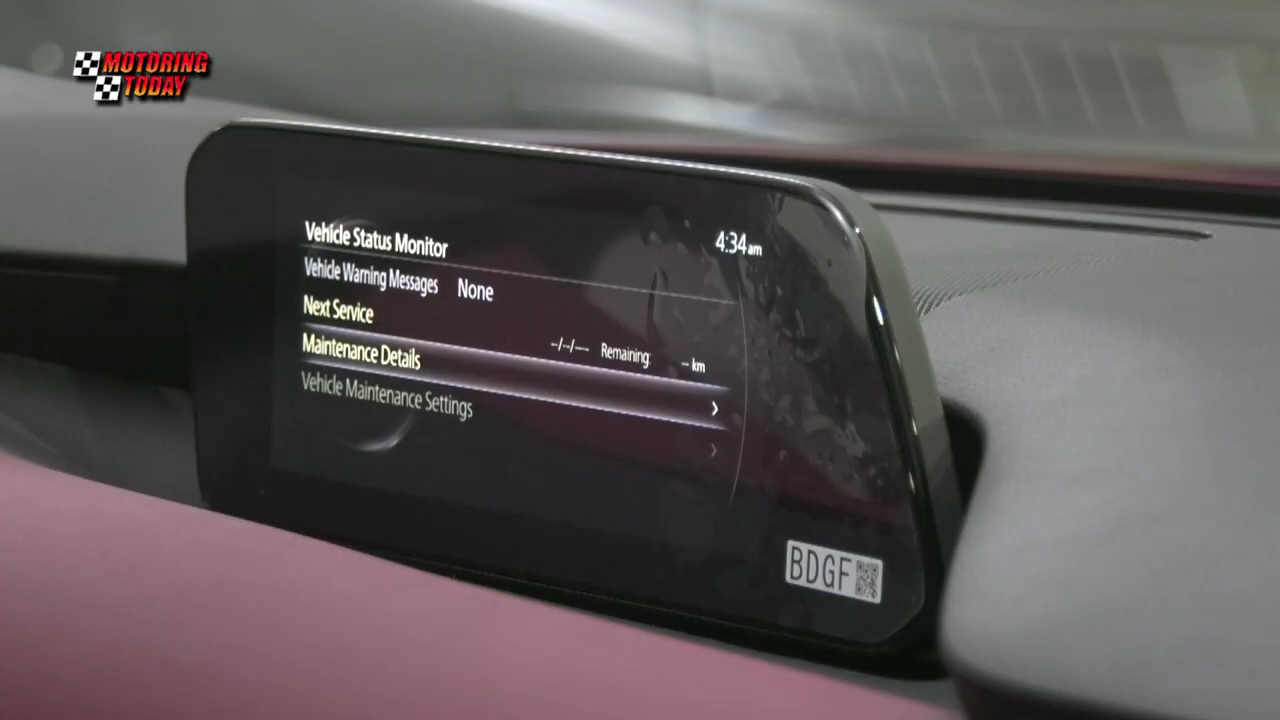 MOTORING
TODAY
Vehicle Status Monitor
4:34am
Vehicle Warning Messages None
Next Service
--/--/---- Remaining: -- km
Maintenance Details
Vehicle Maintenance Settings
BDGF